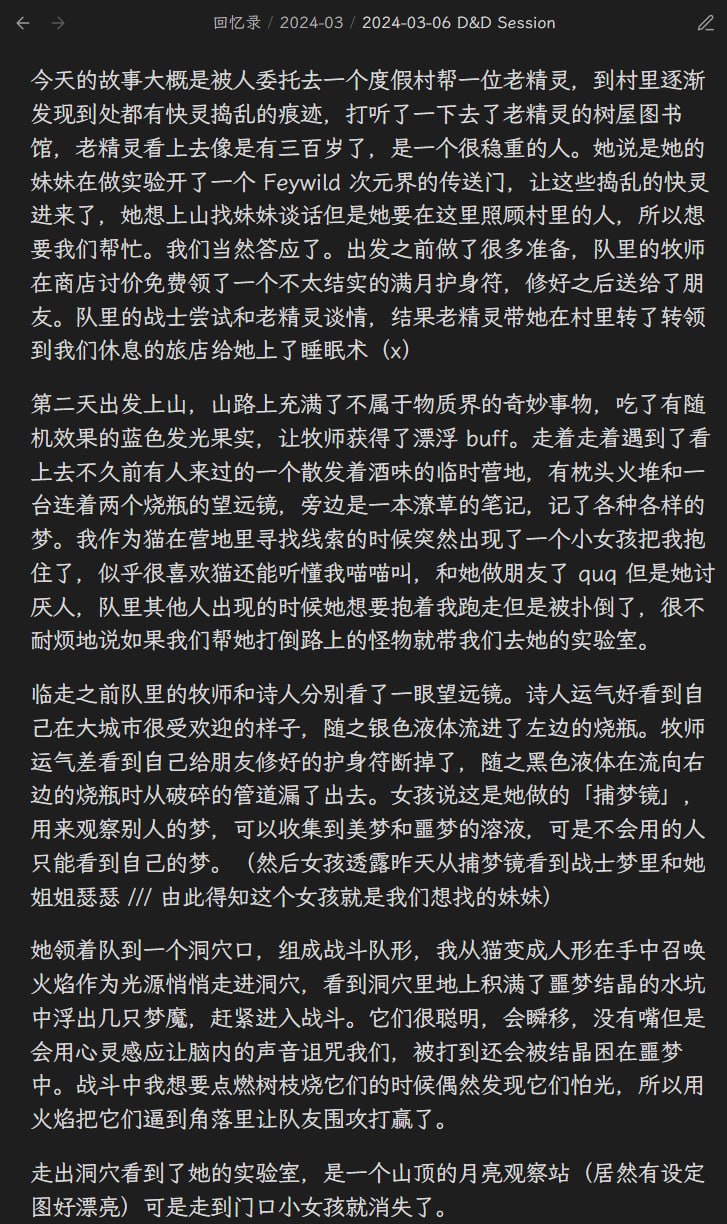 回忆录 / 2024-03 / 2024-03-06 D&D Session
今天的故事大概是被人委托去一个度假村帮一位老精灵，到村里逐渐
发现到处都有快灵捣乱的痕迹，打听了一下去了老精灵的树屋图书
馆，老精灵看上去像是有三百岁了，是一个很稳重的人。她说是她的
妹妹在做实验开了一个 Feywild 次元界的传送门，让这些捣乱的快灵
进来了，她想上山找妹妹谈话但是她要在这里照顾村里的人，所以想
要我们帮忙。我们当然答应了。出发之前做了很多准备，队里的牧师
在商店讨价免费领了一个不太结实的满月护身符，修好之后送给了朋
友。队里的战士尝试和老精灵谈情，结果老精灵带她在村里转了转领
到我们休息的旅店给她上了睡眠术（x）
第二天出发上山，山路上充满了不属于物质界的奇妙事物，吃了有随
机效果的蓝色发光果实，让牧师获得了漂浮 buff。走着走着遇到了看
上去不久前有人来过的一个散发着酒味的临时营地，有枕头火堆和一
台连着两个烧瓶的望远镜，旁边是一本潦草的笔记，记了各种各样的
梦。我作为猫在营地里寻找线索的时候突然出现了一个小女孩把我抱
住了，似乎很喜欢猫还能听懂我喵喵叫，和她做朋友了 quq 但是她讨
厌人，队里其他人出现的时候她想要抱着我跑走但是被扑倒了，很不
耐烦地说如果我们帮她打倒路上的怪物就带我们去她的实验室。
临走之前队里的牧师和诗人分别看了一眼望远镜。诗人运气好看到自
己在大城市很受欢迎的样子，随之银色液体流进了左边的烧瓶。牧师
运气差看到自己给朋友修好的护身符断掉了，随之黑色液体在流向右
边的烧瓶时从破碎的管道漏了出去。女孩说这是她做的「捕梦镜」，
用来观察别人的梦，可以收集到美梦和噩梦的溶液，可是不会用的人
只能看到自己的梦。（然后女孩透露昨天从捕梦镜看到战士梦里和她
姐姐瑟瑟 /// 由此得知这个女孩就是我们想找的妹妹）
她领着队到一个洞穴口，组成战斗队形，我从猫变成人形在手中召唤
火焰作为光源悄悄走进洞穴，看到洞穴里地上积满了噩梦结晶的水坑
中浮出几只梦魔，赶紧进入战斗。它们很聪明，会瞬移，没有嘴但是
会用心灵感应让脑内的声音诅咒我们，被打到还会被结晶困在噩梦
中。战斗中我想要点燃树枝烧它们的时候偶然发现它们怕光，所以用
火焰把它们逼到角落里让队友围攻打赢了。
走出洞穴看到了她的实验室，是一个山顶的月亮观察站（居然有设定
图好漂亮）可是走到门口小女孩就消失了。